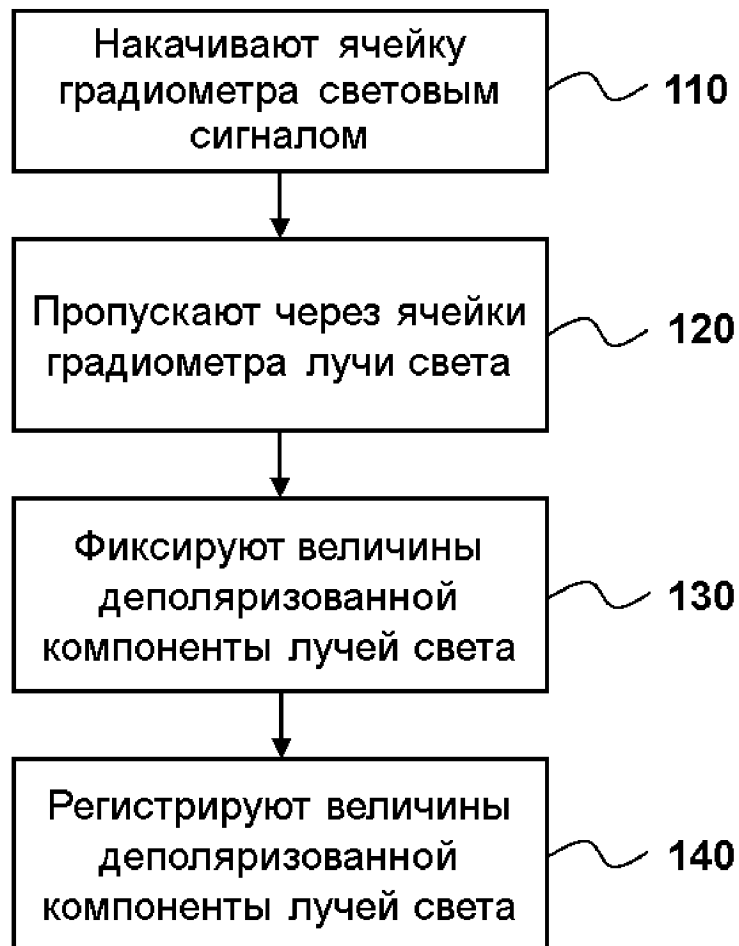 Накачивают ячейку
градиометра световым
сигналом
110
Пропускают через ячейки
градиометра лучи света
120
Фиксируют величины
деполяризованной
компоненты лучей света
130
Регистрируют величины
деполяризованной
компоненты лучей света
140